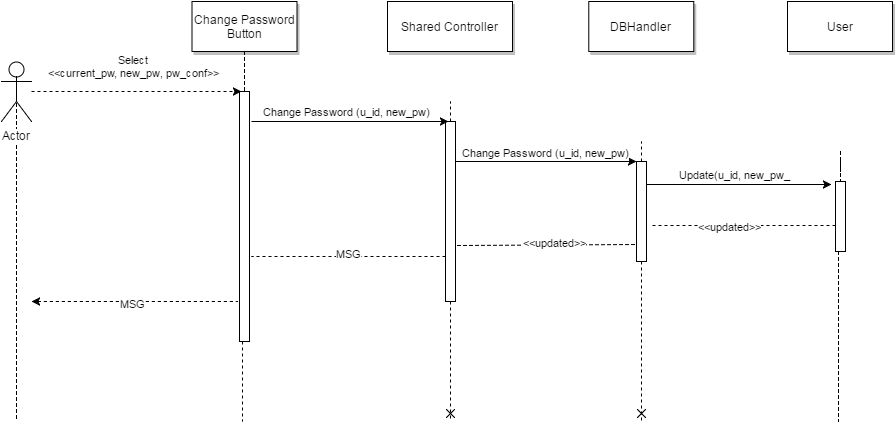 Change Password
Button
Shared Controller
DBHandler
User
Select
<<current_pw, new_pw, pw_conf>>
Actor
Change Password (u_id, new_pw)
Change Password (u_id, new_pw)
Update(u_id, new_pw_
<<updated>>
<<updated>>
MSG
MSG